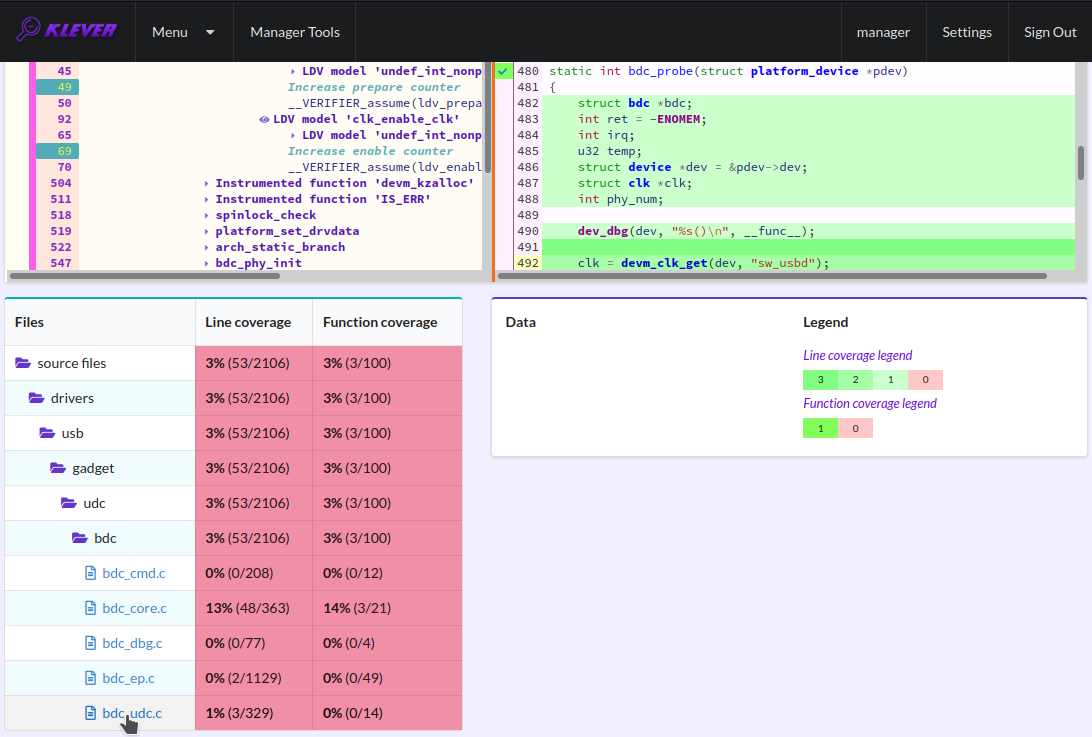 KLEVER Menu Manager Tools manager Settings Sign Out
45 LDV model 'undef_int_nonp
49 Increase prepare counter
50 __VERIFIER_assume(ldv_prepa
92 LDV model 'clk_enable_clk'
65 LDV model 'undef_int_nonp
69 Increase enable counter
70 __VERIFIER_assume(ldv_enabl
504 Instrumented function 'devm_kzalloc'
511 Instrumented function 'IS_ERR'
518 spinlock_check
519 platform_set_drvdata
522 arch_static_branch
547 bdc_phy_init
480 static int bdc_probe(struct platform_device *pdev)
481 {
482 struct bdc *bdc;
483 int ret = -ENOMEM;
484 int irq;
485 u32 temp;
486 struct device *dev = &pdev->dev;
487 struct clk *clk;
488 int phy_num;
489
490 dev_dbg(dev, "%s()\n", __func__);
491
492 clk = devm_clk_get(dev, "sw_usbd");
Files Line coverage Function coverage
source files 3% (53/2106) 3% (3/100)
drivers 3% (53/2106) 3% (3/100)
usb 3% (53/2106) 3% (3/100)
gadget 3% (53/2106) 3% (3/100)
udc 3% (53/2106) 3% (3/100)
bdc 3% (53/2106) 3% (3/100)
bdc_cmd.c 0% (0/208) 0% (0/12)
bdc_core.c 13% (48/363) 14% (3/21)
bdc_dbg.c 0% (0/77) 0% (0/4)
bdc_ep.c 0% (2/1129) 0% (0/49)
bdc_udc.c 1% (3/329) 0% (0/14)
Data Legend
Line coverage legend
3 2 1 0
Function coverage legend
1 0